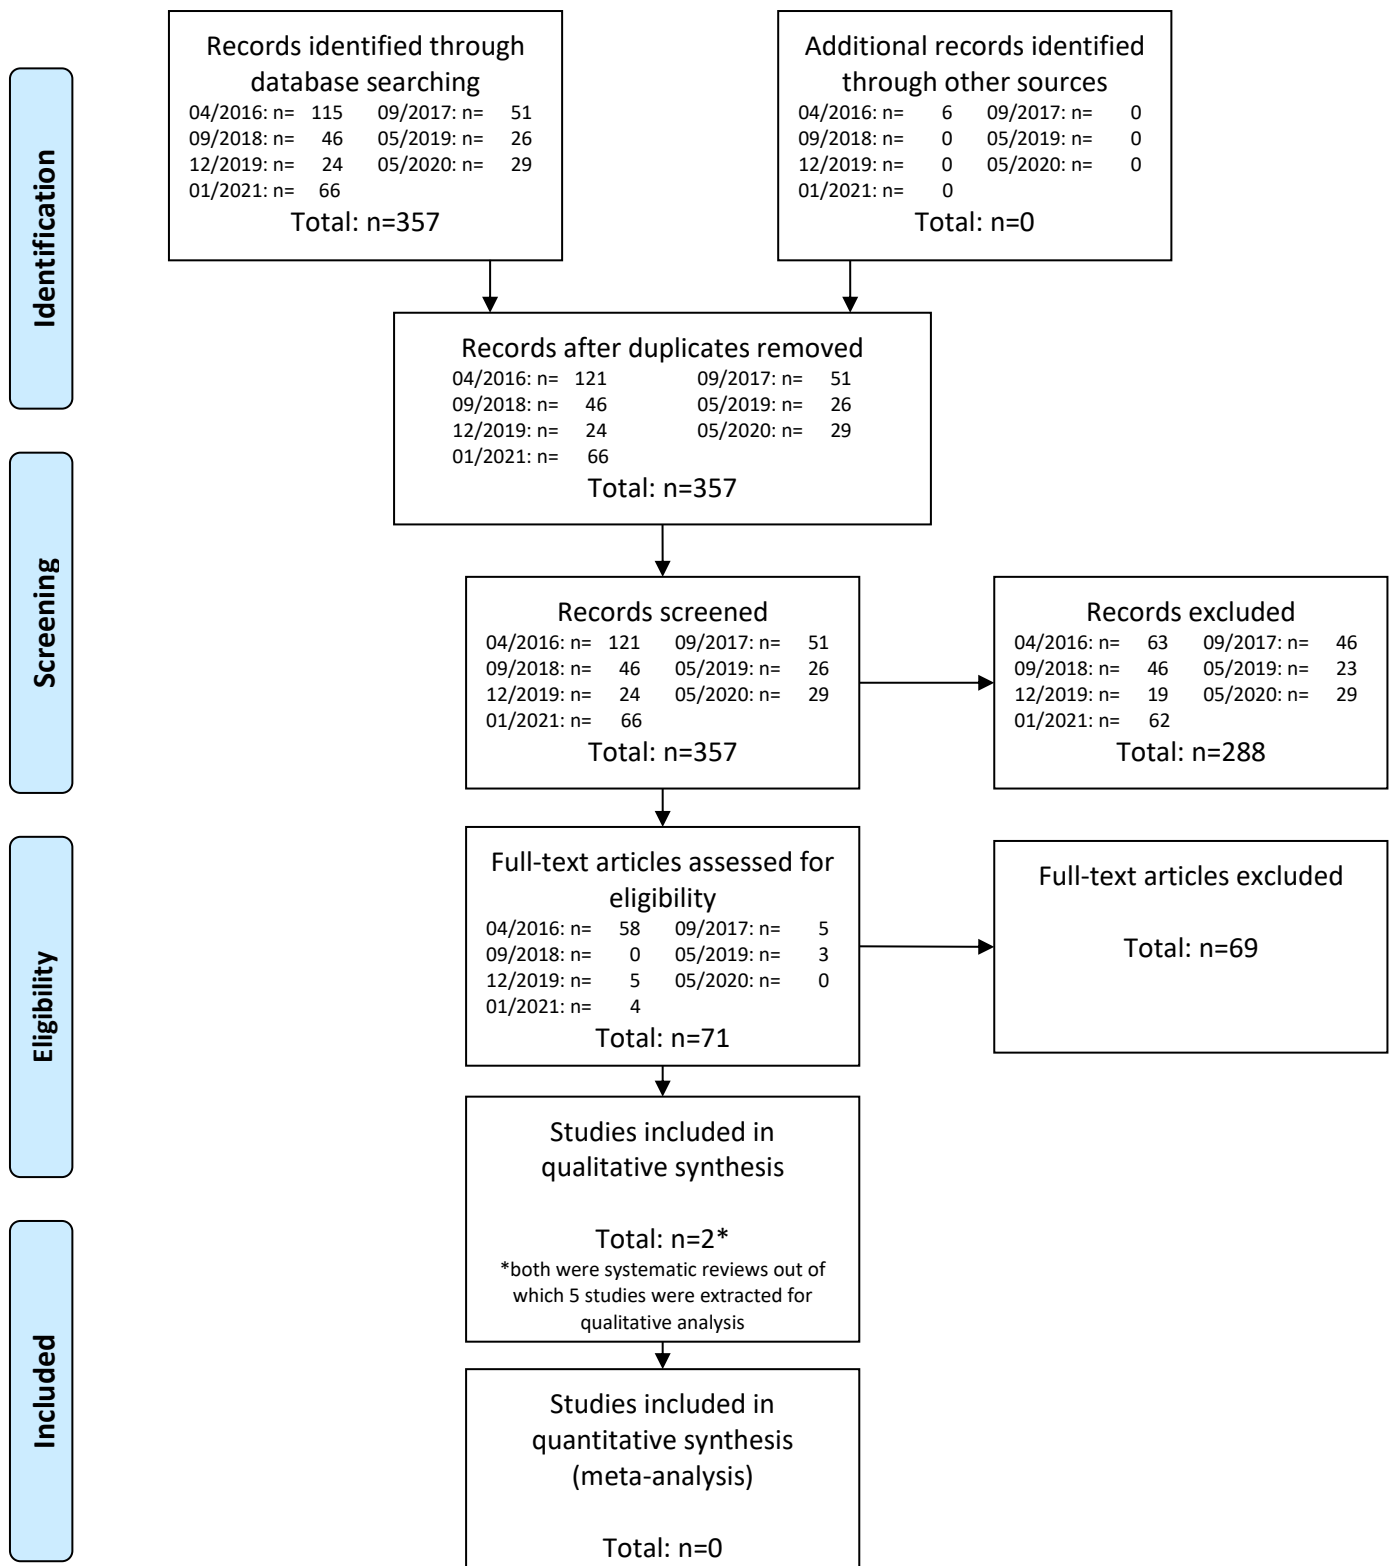 Records identified through
database searching
04/2016: n= 115 09/2017: n= 51
09/2018: n= 46 05/2019: n= 26
12/2019: n= 24 05/2020: n= 29
01/2021: n= 66
Total: n=357
Additional records identified
through other sources
04/2016: n= 6 09/2017: n= 0
09/2018: n= 0 05/2019: n= 0
12/2019: n= 0 05/2020: n= 0
01/2021: n= 0
Total: n=0
Identification
Records after duplicates removed
04/2016: n= 121 09/2017: n= 51
09/2018: n= 46 05/2019: n= 26
12/2019: n= 24 05/2020: n= 29
01/2021: n= 66
Total: n=357
Screening
Records screened
04/2016: n= 121 09/2017: n= 51
09/2018: n= 46 05/2019: n= 26
12/2019: n= 24 05/2020: n= 29
01/2021: n= 66
Total: n=357
Records excluded
04/2016: n= 63 09/2017: n= 46
09/2018: n= 46 05/2019: n= 23
12/2019: n= 19 05/2020: n= 29
01/2021: n= 62
Total: n=288
Eligibility
Full-text articles assessed for
eligibility
04/2016: n= 58 09/2017: n= 5
09/2018: n= 0 05/2019: n= 3
12/2019: n= 5 05/2020: n= 0
01/2021: n= 4
Total: n=71
Full-text articles excluded
Total: n=69
Studies included in
qualitative synthesis
Total: n=2*
*both were systematic reviews out of
which 5 studies were extracted for
qualitative analysis
Included
Studies included in
quantitative synthesis
(meta-analysis)
Total: n=0